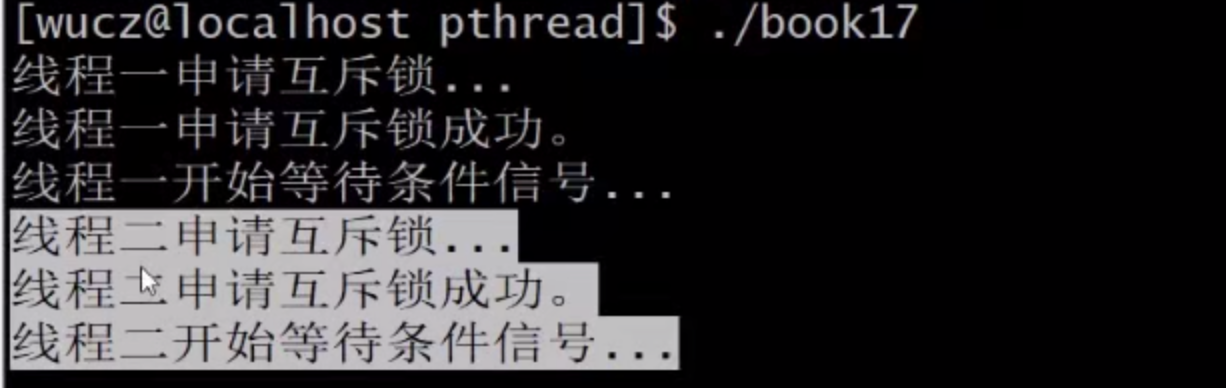 [wucz@localhost pthread]$ ./book17
线程一申请互斥锁...
线程一申请互斥锁成功。
线程一开始等待条件信号...
线程二申请互斥锁...
线程二申请互斥锁成功。
线程二开始等待条件信号...